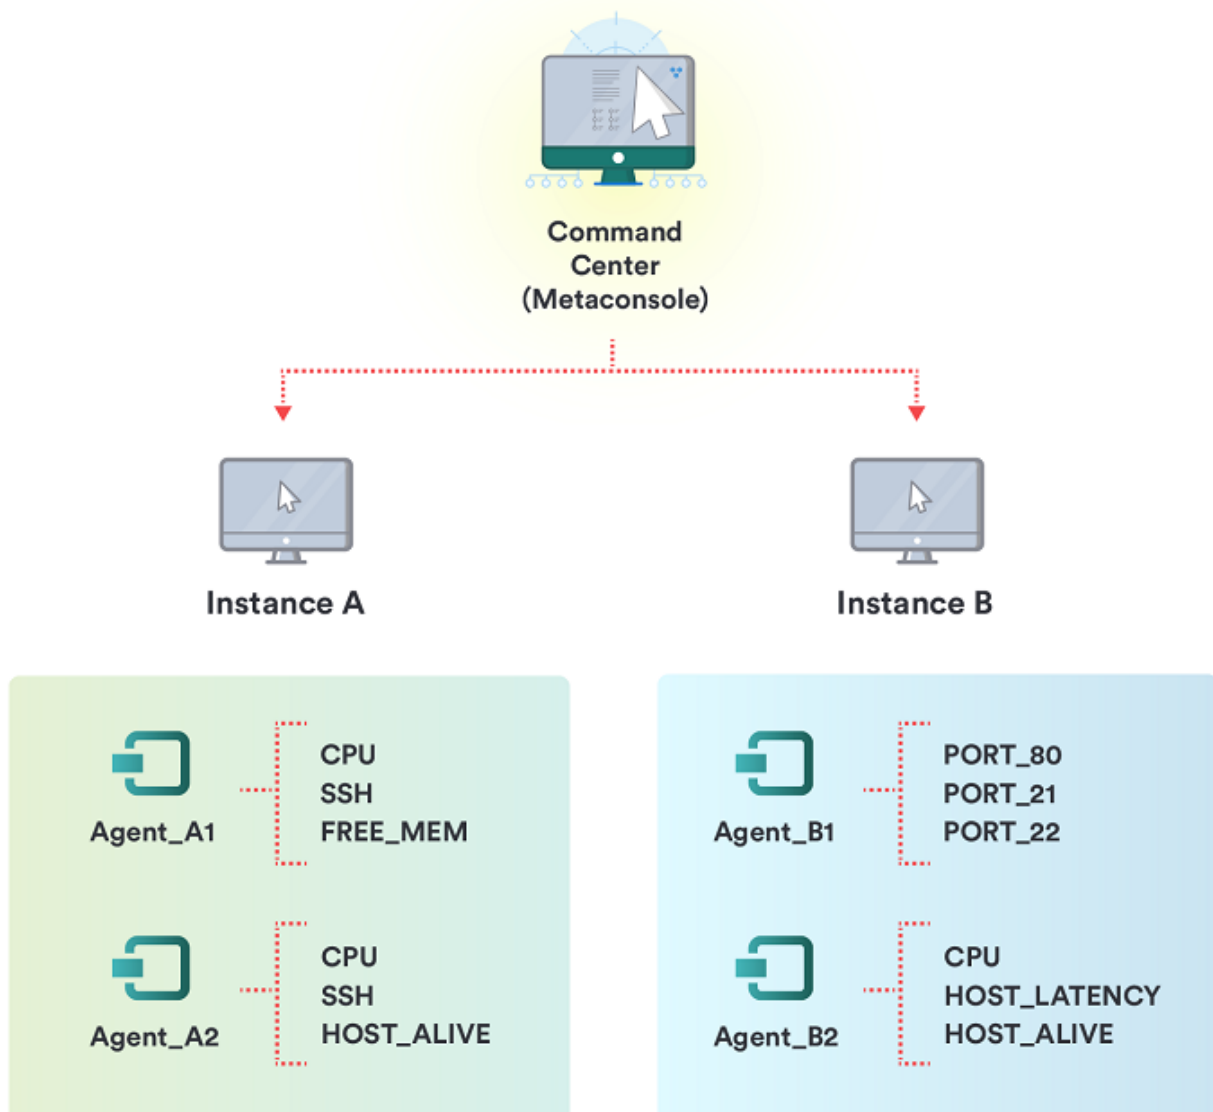 Command
Center
(Metaconsole)
Instance A
Instance B
Agent_A1
CPU
SSH
FREE_MEM
Agent_A2
CPU
SSH
HOST_ALIVE
Agent_B1
PORT_80
PORT_21
PORT_22
Agent_B2
CPU
HOST_LATENCY
HOST_ALIVE